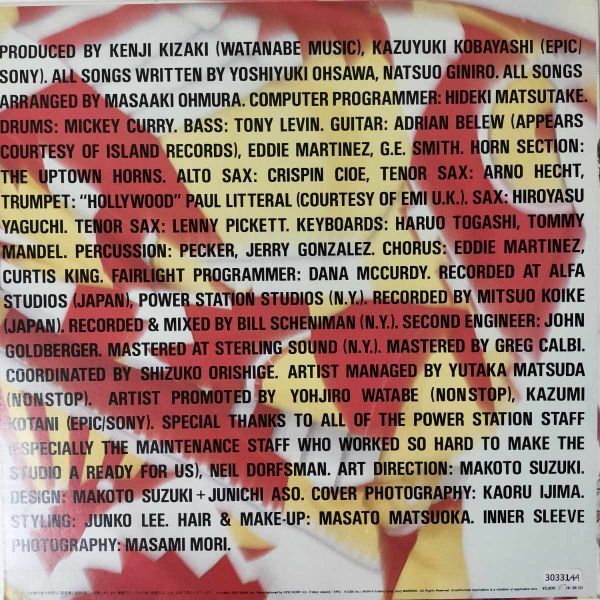 PRODUCED BY KENJI KIZAKI (WATANABE MUSIC), KAZUYUKI KOBAYASHI (EPIC/
SONY). ALL SONGS WRITTEN BY YOSHIYUKI OHSAWA, NATSUO GINIRO. ALL SONGS
ARRANGED BY MASAAKI OHMURA. COMPUTER PROGRAMMER: HIDEKI MATSUTAKE.
DRUMS: MICKEY CURRY. BASS: TONY LEVIN. GUITAR: ADRIAN BELEW (APPEARS
COURTESY OF ISLAND RECORDS), EDDIE MARTINEZ, G.E. SMITH. HORN SECTION:
THE UPTOWN HORNS. ALTO SAX: CRISPIN CIOE, TENOR SAX: ARNO HECHT,
TRUMPET: "HOLLYWOOD" PAUL LITTERAL (COURTESY OF EMI U.K.). SAX: HIROYASU
YAGUCHI. TENOR SAX: LENNY PICKETT. KEYBOARDS: HARUO TOGASHI, TOMMY
MANDEL. PERCUSSION: PECKER, JERRY GONZALEZ. CHORUS: EDDIE MARTINEZ,
CURTIS KING. FAIRLIGHT PROGRAMMER: DANA MCCURDY. RECORDED AT ALFA
STUDIOS (JAPAN), POWER STATION STUDIOS (N.Y.). RECORDED BY MITSUO KOIKE
(JAPAN). RECORDED & MIXED BY BILL SCHENIMAN (N.Y.). SECOND ENGINEER: JOHN
GOLDBERGER. MASTERED AT STERLING SOUND (N.Y.). MASTERED BY GREG CALBI.
COORDINATED BY SHIZUKO ORISHIGE. ARTIST MANAGED BY YUTAKA MATSUDA
(NONSTOP). ARTIST PROMOTED BY YOHJIRO WATABE (NONSTOP), KAZUMI
KOTANI (EPIC/SONY). SPECIAL THANKS TO ALL OF THE POWER STATION STAFF
(ESPECIALLY THE MAINTENANCE STAFF WHO WORKED SO HARD TO MAKE THE
STUDIO A READY FOR US), NEIL DORFSMAN. ART DIRECTION: MAKOTO SUZUKI.
DESIGN: MAKOTO SUZUKI + JUNICHI ASO. COVER PHOTOGRAPHY: KAORU IJIMA.
STYLING: JUNKO LEE. HAIR & MAKE-UP: MASATO MATSUOKA. INNER SLEEVE
PHOTOGRAPHY: MASAMI MORI.
3033144